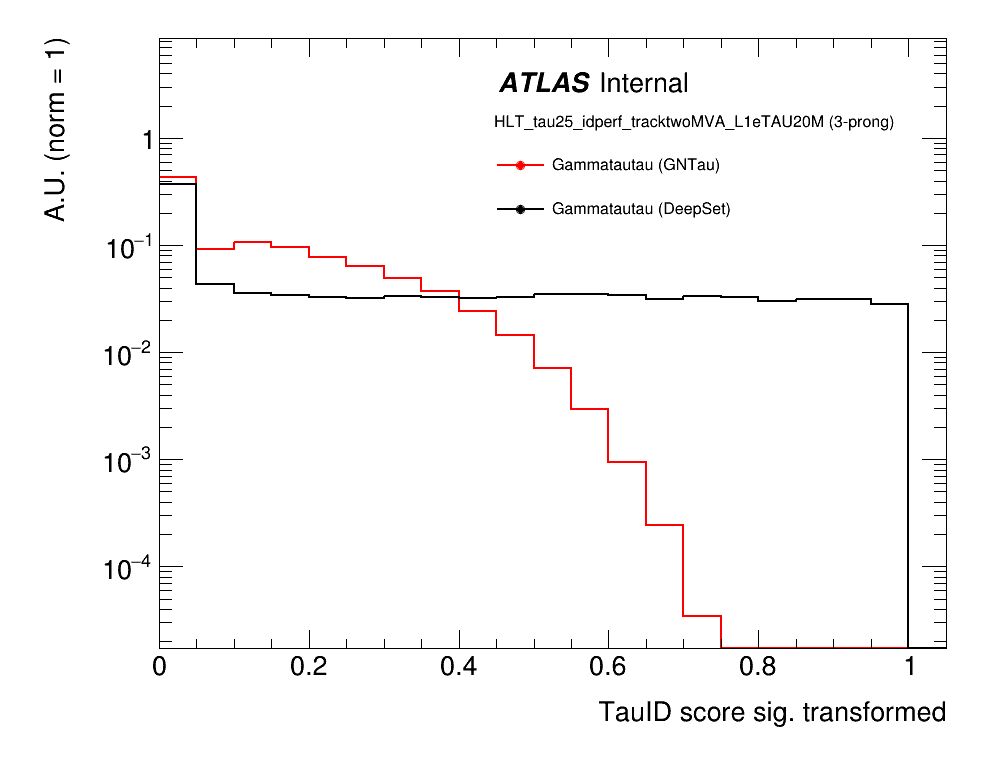 A.U. (norm = 1)
ATLAS Internal
HLT_tau25_idperf_tracktwoMVA_L1eTAU20M (3-prong)
Gammatautau (GNTau)
Gammatautau (DeepSet)
1
10⁻¹
10⁻²
10⁻³
10⁻⁴
0 0.2 0.4 0.6 0.8 1
TauID score sig. transformed